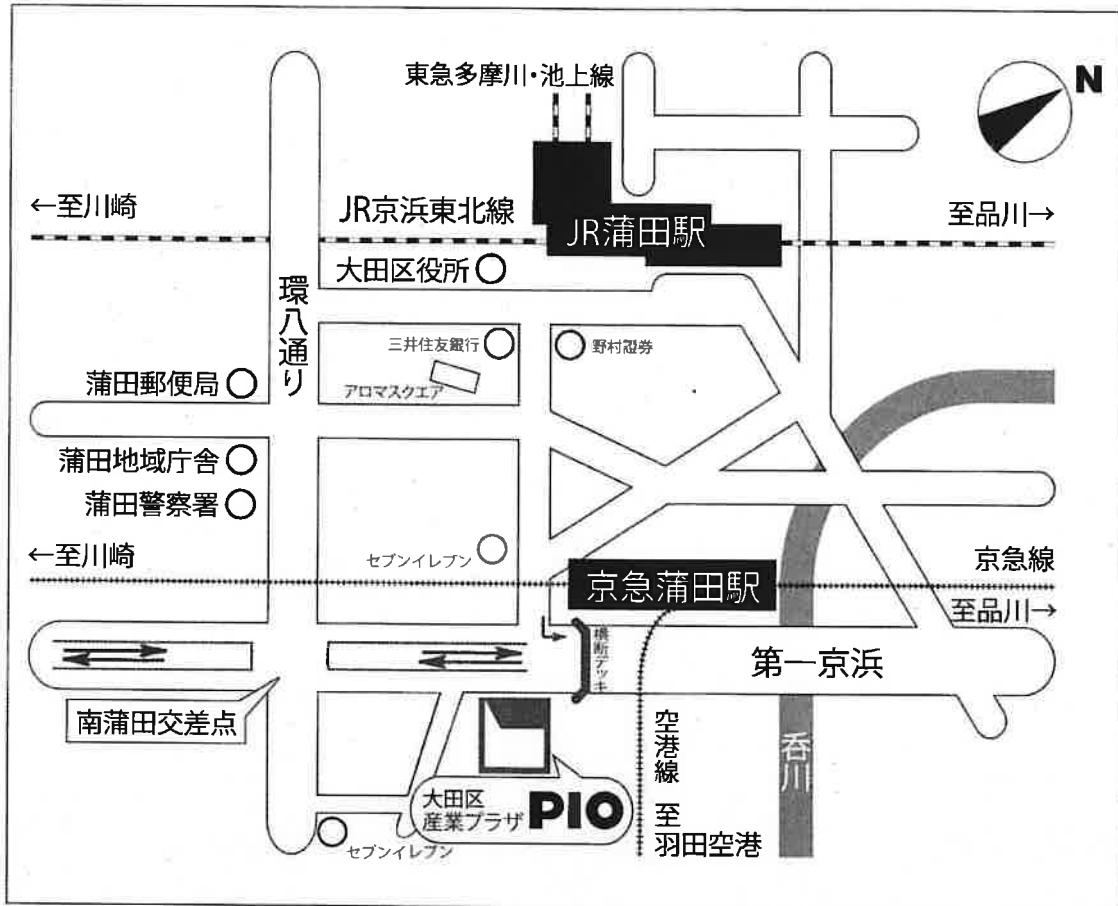 東急多摩川・池上線
N
←至川崎
JR京浜東北線
JR蒲田駅
至品川→
大田区役所
環八通り
三井住友銀行
野村證券
アロマスクエア
蒲田郵便局
蒲田地域庁舎
蒲田警察署
←至川崎
セブンイレブン
京急蒲田駅
京急線
至品川→
横断デッキ
第一京浜
南蒲田交差点
空港線 至
羽田空港
呑川
大田区
産業プラザ PIO
セブンイレブン